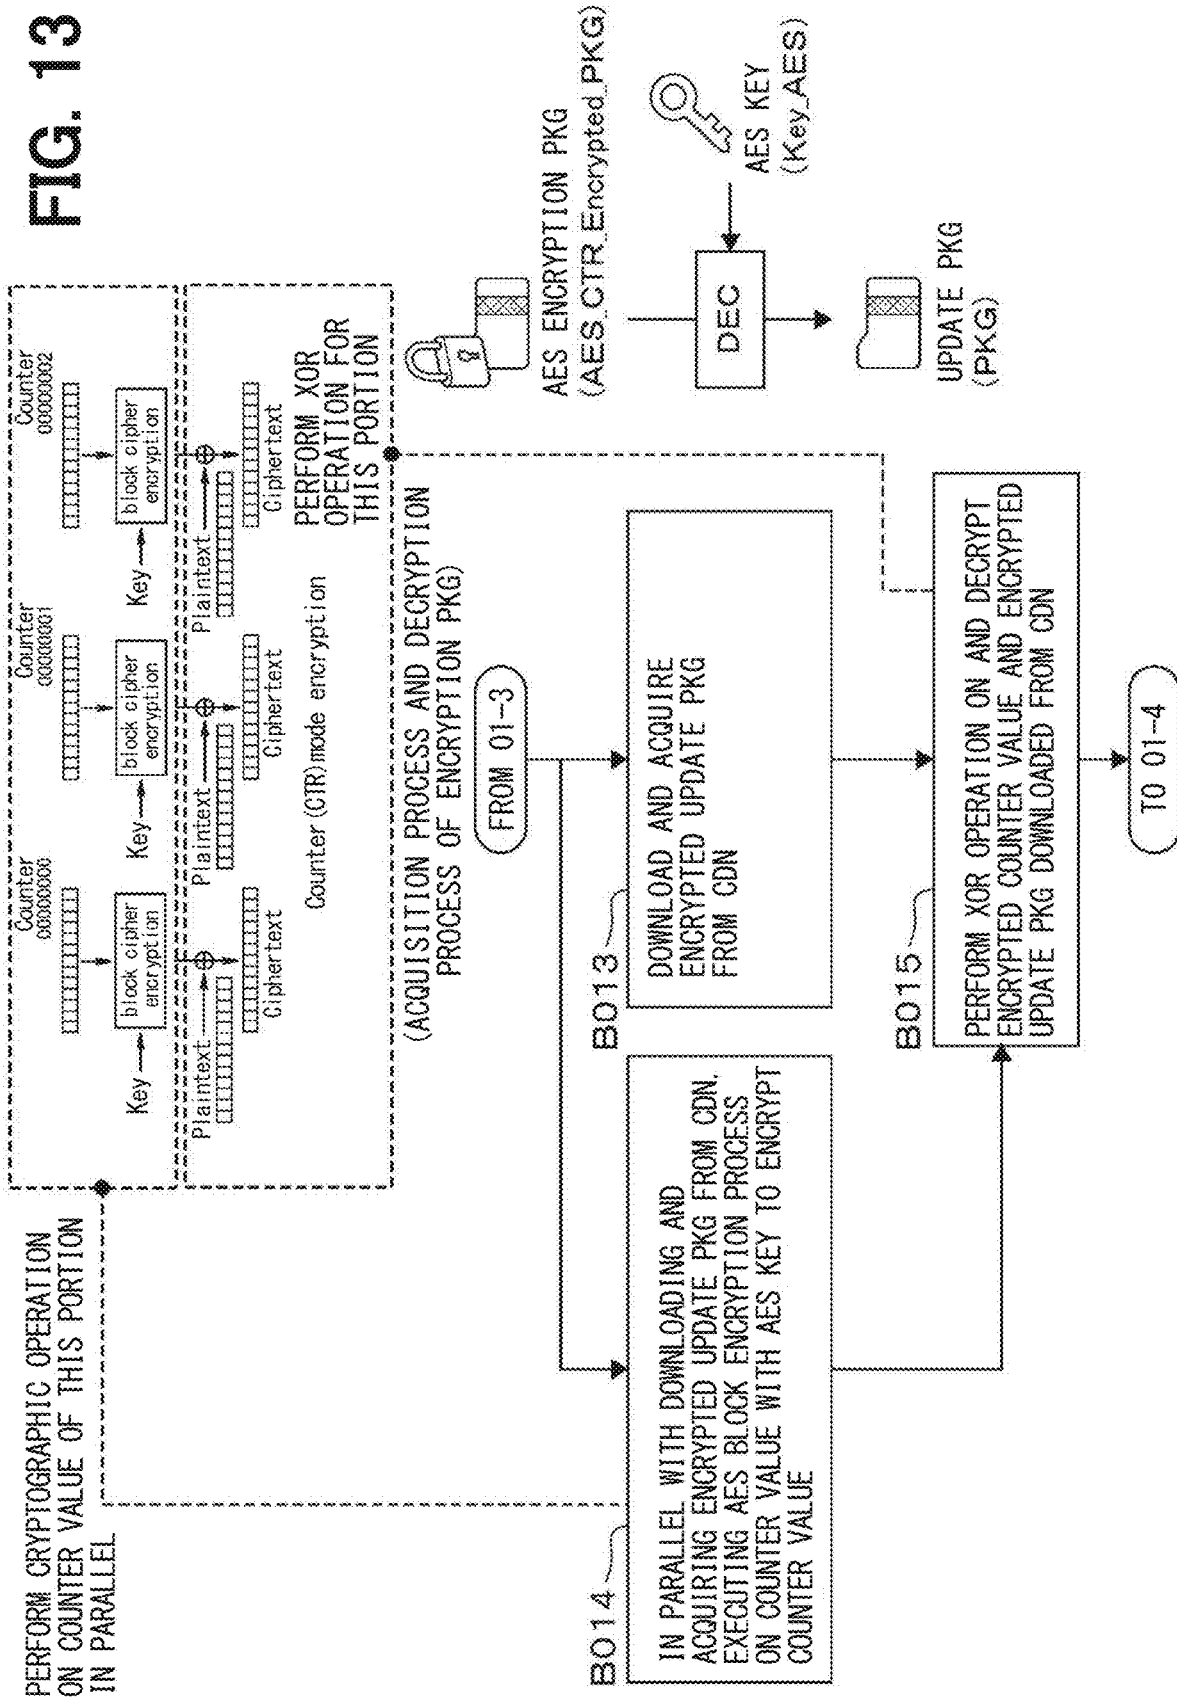 FIG. 13
PERFORM CRYPTOGRAPHIC OPERATION
ON COUNTER VALUE OF THIS PORTION
IN PARALLEL
Counter
00000000
Counter
00000001
Counter
00000002
Key
block cipher
encryption
Key
block cipher
encryption
Key
block cipher
encryption
Plaintext
Ciphertext
Plaintext
Ciphertext
Plaintext
Ciphertext
Counter (CTR) mode encryption
PERFORM XOR
OPERATION FOR
THIS PORTION
(ACQUISITION PROCESS AND DECRYPTION
PROCESS OF ENCRYPTION PKG)
AES ENCRYPTION PKG
(AES_CTR_Encrypted_PKG)
DEC
AES KEY
(Key_AES)
UPDATE PKG
(PKG)
FROM 01-3
B014
IN PARALLEL WITH DOWNLOADING AND
ACQUIRING ENCRYPTED UPDATE PKG FROM CDN,
EXECUTING AES BLOCK ENCRYPTION PROCESS
ON COUNTER VALUE WITH AES KEY TO ENCRYPT
COUNTER VALUE
B013
DOWNLOAD AND ACQUIRE
ENCRYPTED UPDATE PKG
FROM CDN
B015
PERFORM XOR OPERATION ON AND DECRYPT
ENCRYPTED COUNTER VALUE AND ENCRYPTED
UPDATE PKG DOWNLOADED FROM CDN
TO 01-4